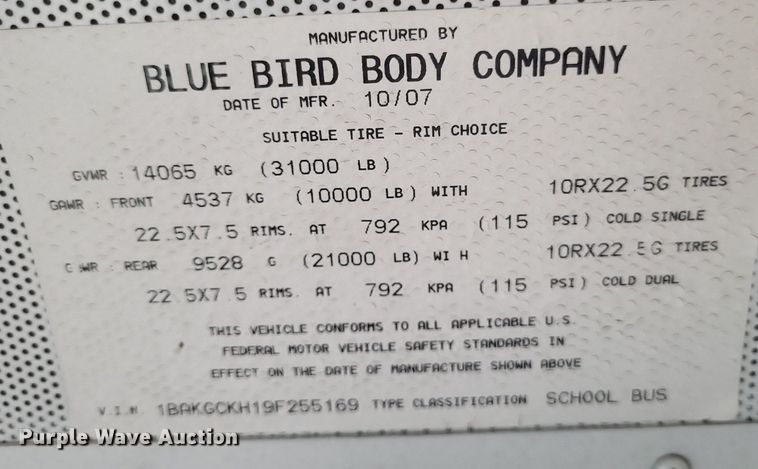 MANUFACTURED BY
BLUE BIRD BODY COMPANY
DATE OF MFR. 10/07
SUITABLE TIRE - RIM CHOICE
GVWR : 14065 KG (31000 LB)
GAWR : FRONT 4537 KG (10000 LB) WITH 10RX22.5G TIRES
22.5X7.5 RIMS. AT 792 KPA (115 PSI) COLD SINGLE
G WR : REAR 9528 G (21000 LB) WI H 10RX22.5G TIRES
22.5X7.5 RIMS. AT 792 KPA (115 PSI) COLD DUAL
THIS VEHICLE CONFORMS TO ALL APPLICABLE U.S.
FEDERAL MOTOR VEHICLE SAFETY STANDARDS IN
EFFECT ON THE DATE OF MANUFACTURE SHOWN ABOVE
V.I.N. 1BAKGCKH19F255169 TYPE CLASSIFICATION SCHOOL BUS
Purple Wave Auction